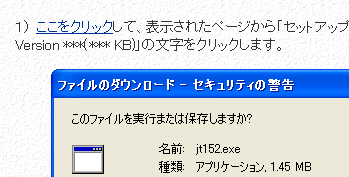 1） ここをクリックして、表示されたページから「セットアップ
Version ***(*** KB)」の文字をクリックします。
ファイルのダウンロード - セキュリティの警告
このファイルを実行または保存しますか?
名前: jt152.exe
種類: アプリケーション, 1.45 MB